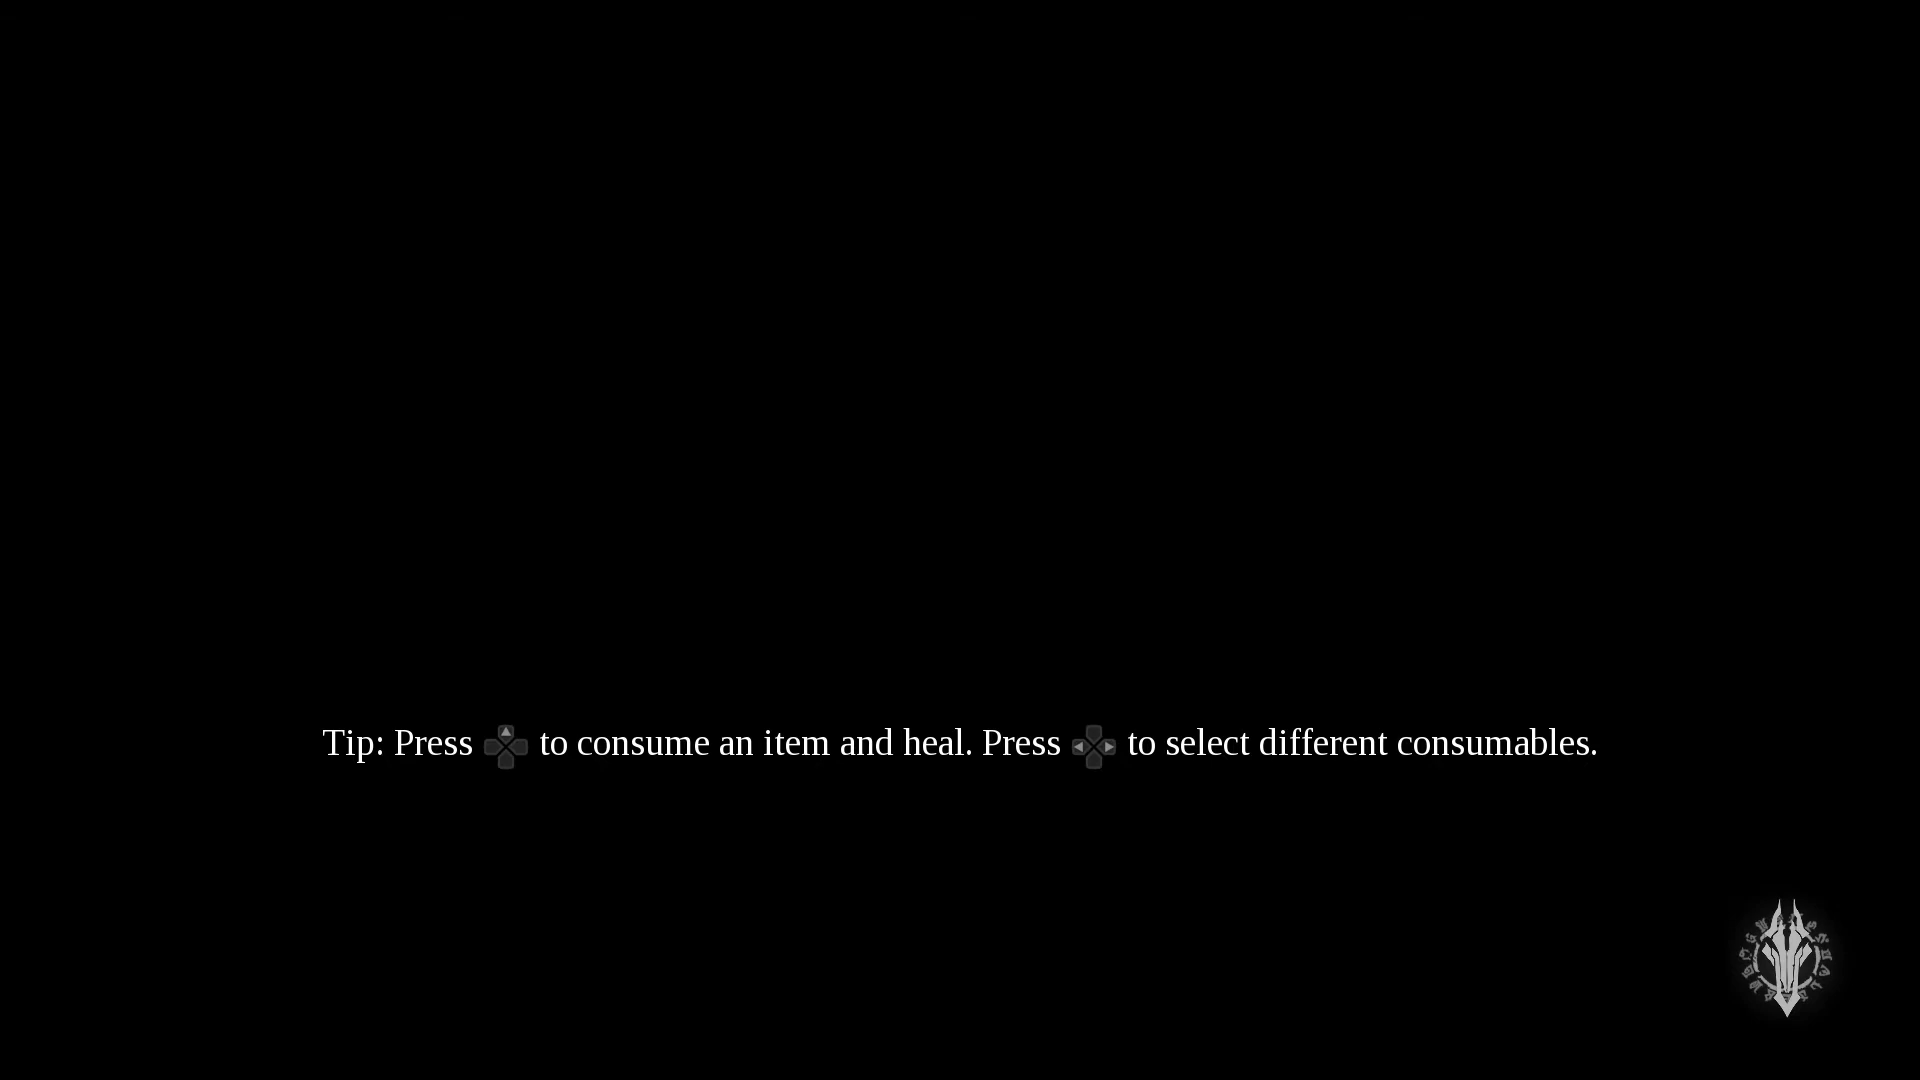 Tip: Press to consume an item and heal. Press to select different consumables.